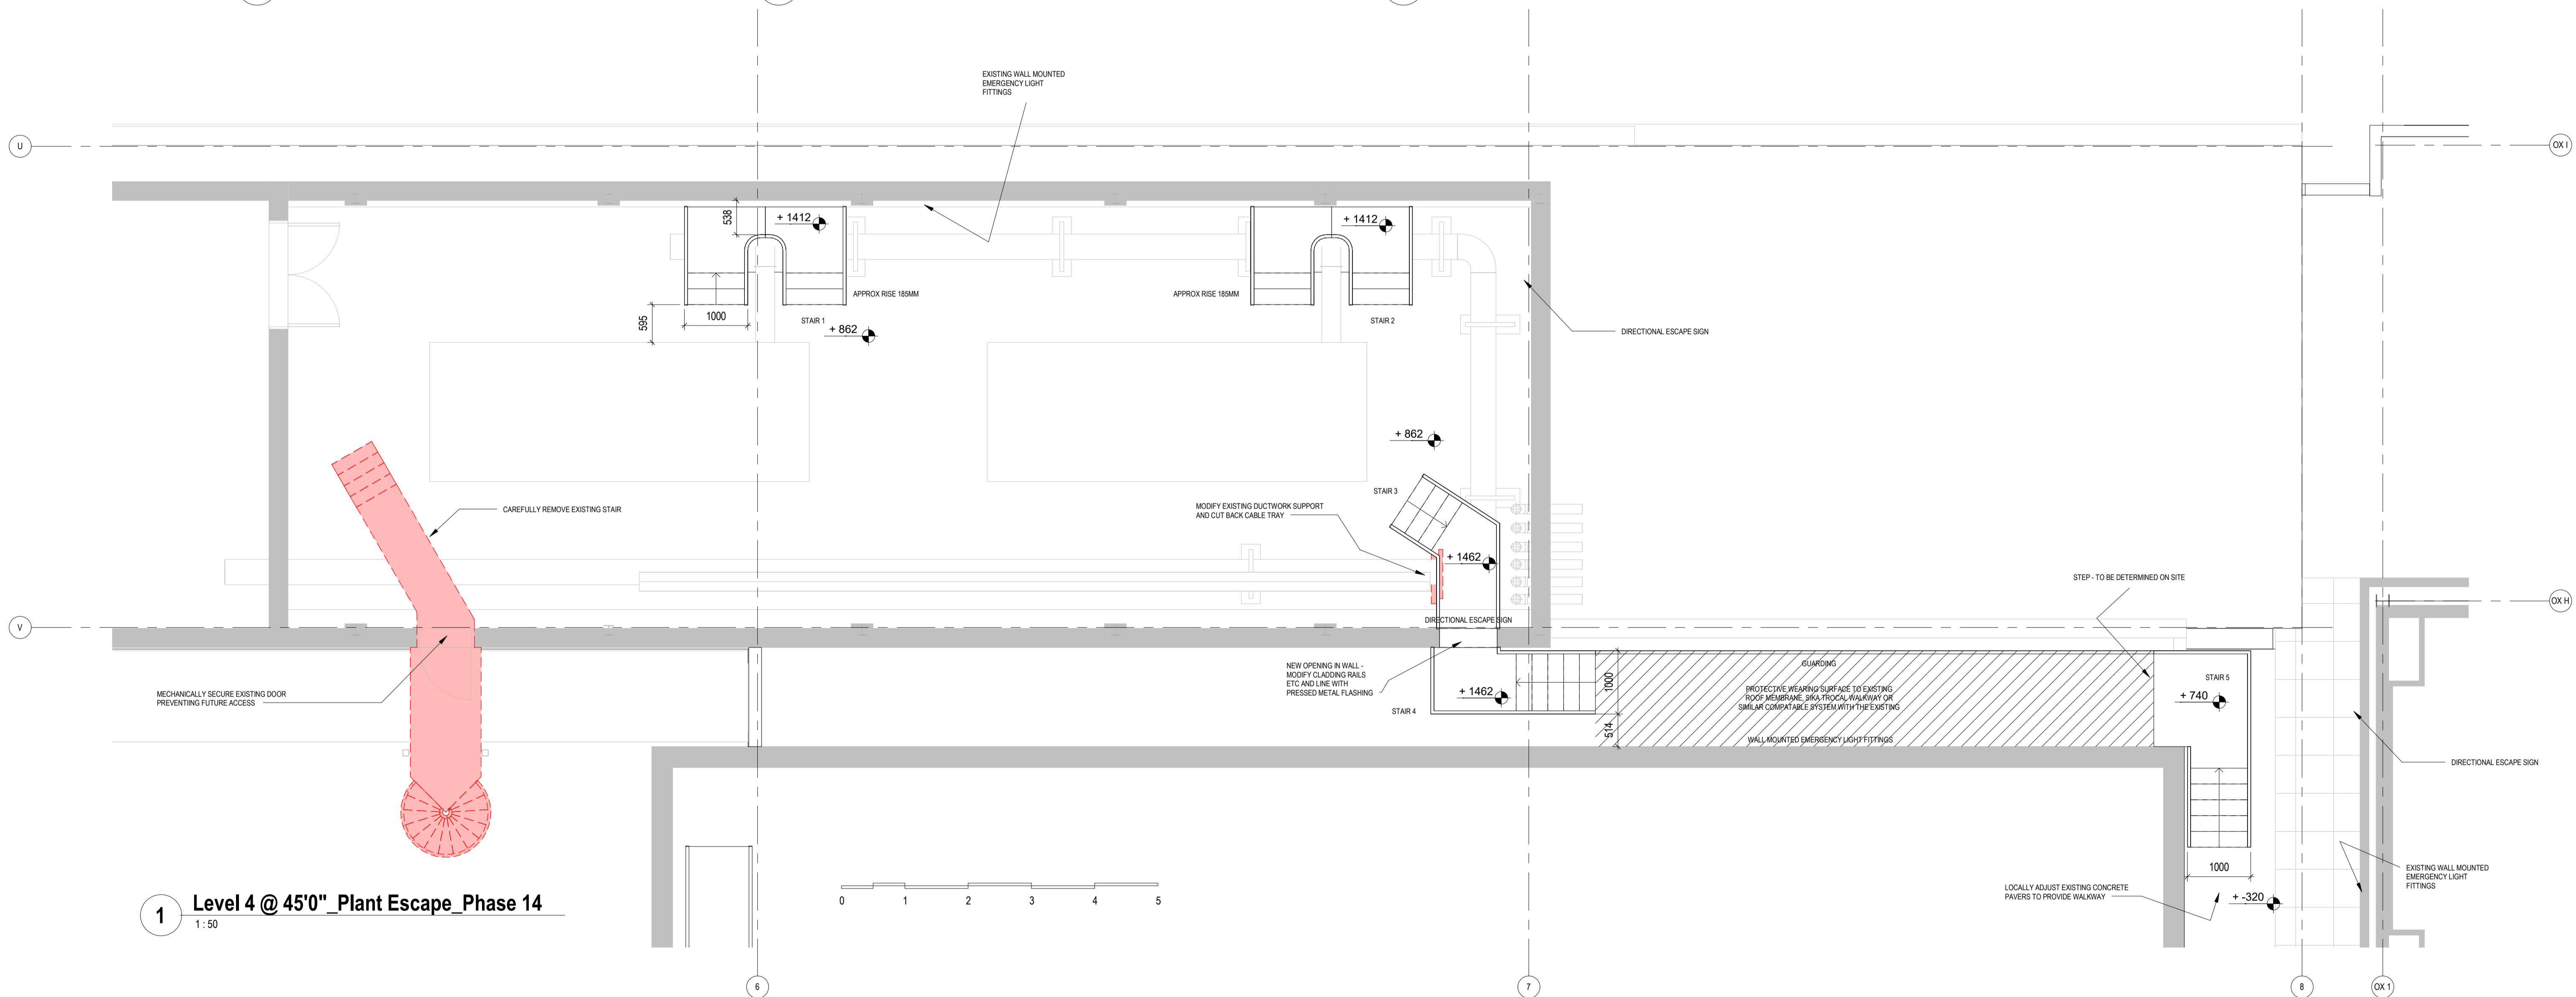 EXISTING WALL MOUNTED
EMERGENCY LIGHT
FITTINGS
U
OX I
538
+ 1412
+ 1412
APPROX RISE 185MM
APPROX RISE 185MM
595
1000
STAIR 1
+ 862
STAIR 2
DIRECTIONAL ESCAPE SIGN
+ 862
STAIR 3
CAREFULLY REMOVE EXISTING STAIR
MODIFY EXISTING DUCTWORK SUPPORT
AND CUT BACK CABLE TRAY
+ 1462
STEP - TO BE DETERMINED ON SITE
OX H
V
DIRECTIONAL ESCAPE SIGN
NEW OPENING IN WALL -
MODIFY CLADDING RAILS
ETC AND LINE WITH
PRESSED METAL FLASHING
GUARDING
STAIR 5
MECHANICALLY SECURE EXISTING DOOR
PREVENTIING FUTURE ACCESS
+ 1462
1000
PROTECTIVE WEARING SURFACE TO EXISTING
ROOF MEMBRANE, SIKA-TROCAL WALKWAY OR
SIMILAR COMPATABLE SYSTEM WITH THE EXISTING
+ 740
STAIR 4
514
WALL MOUNTED EMERGENCY LIGHT FITTINGS
DIRECTIONAL ESCAPE SIGN
1000
EXISTING WALL MOUNTED
EMERGENCY LIGHT
FITTINGS
LOCALLY ADJUST EXISTING CONCRETE
PAVERS TO PROVIDE WALKWAY
+ -320
1
Level 4 @ 45'0"_Plant Escape_Phase 14
1 : 50
0 1 2 3 4 5
6
7
8
OX 1